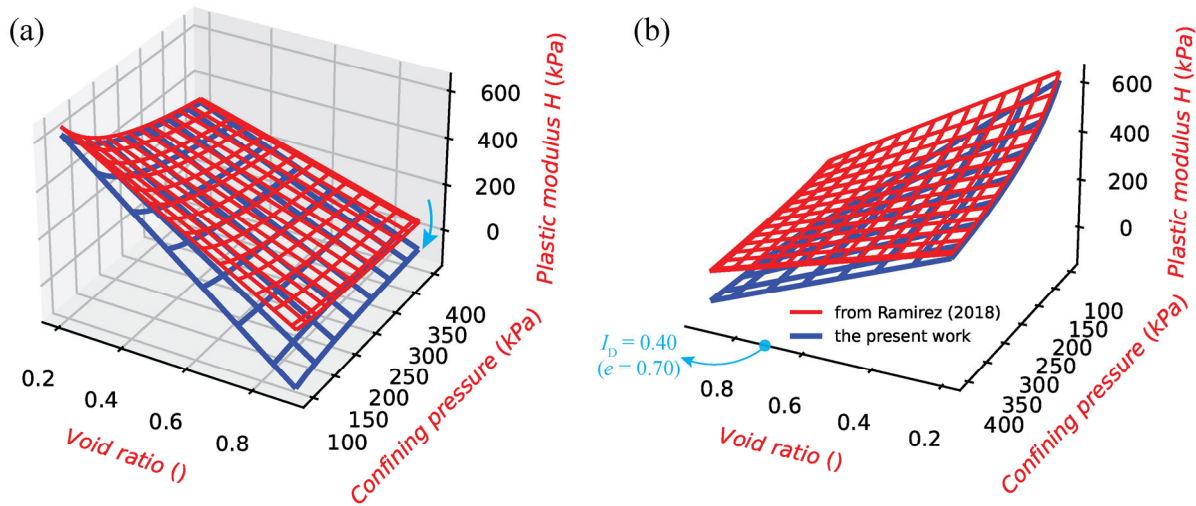 (a)
600
400
200
0
Plastic modulus H (kPa)
400
350
300
250
200
150
100
Confining pressure (kPa)
0.2
0.4
0.6
0.8
Void ratio ()
(b)
600
400
200
0
Plastic modulus H (kPa)
from Ramirez (2018)
the present work
I_D = 0.40
(e = 0.70)
100
150
200
250
300
350
400
Confining pressure (kPa)
0.8
0.6
0.4
0.2
Void ratio ()